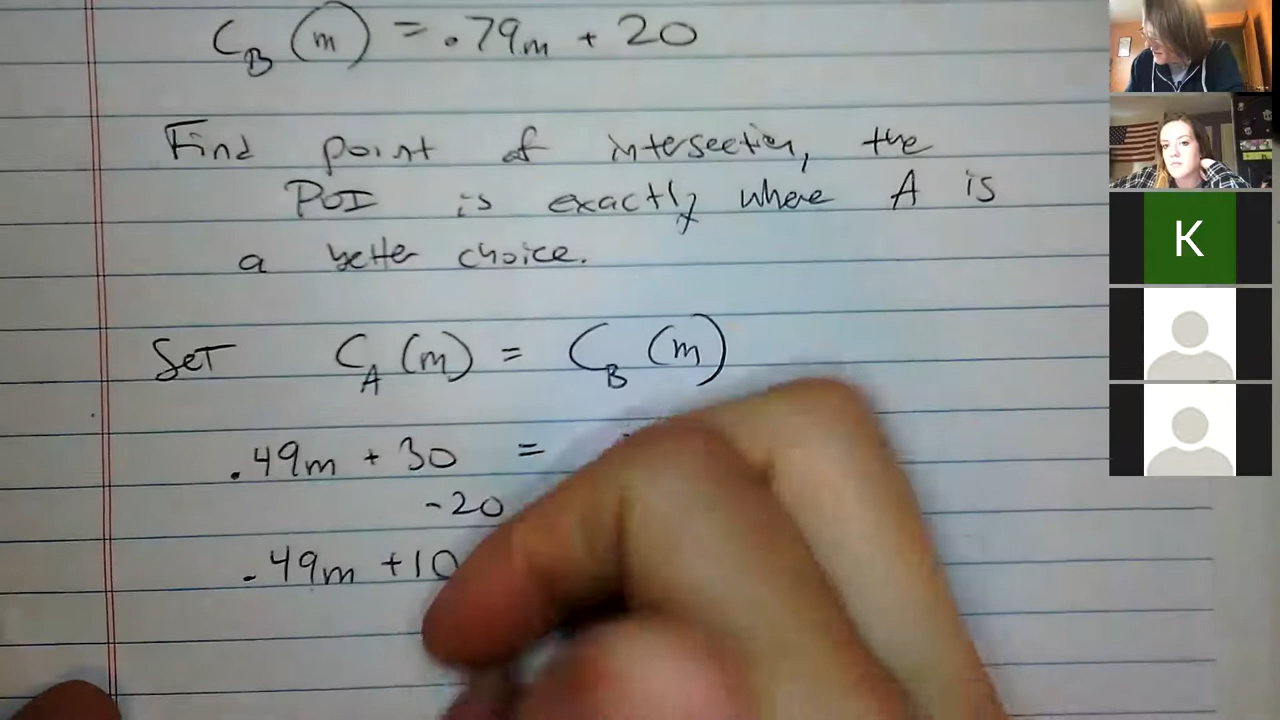 C_B (m) = .79m + 20
Find point of intersection, the
POI is exactly where A is
a better choice.
Set C_A (m) = C_B (m)
.49m + 30 =
-20
.49m +10
K